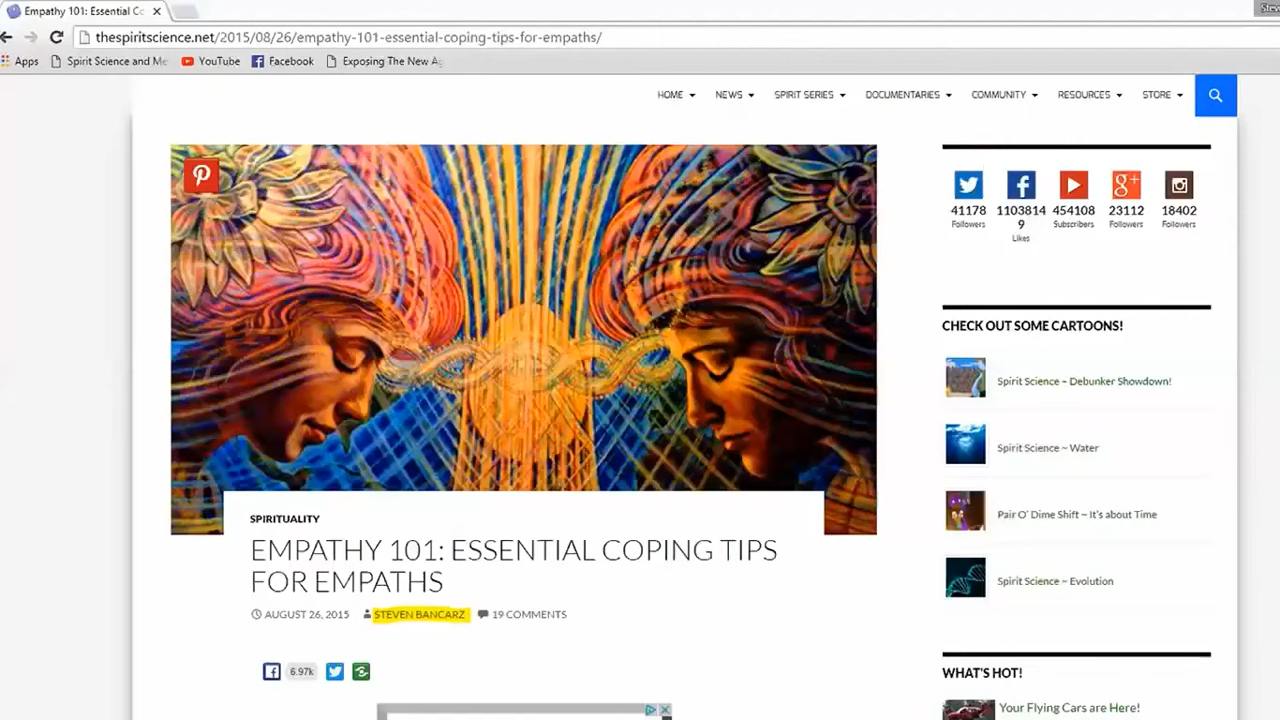 Empathy 101: Essential Co
Stev
thespiritscience.net/2015/08/26/empathy-101-essential-coping-tips-for-empaths/
Apps Spirit Science and Me YouTube Facebook Exposing The New Ag
HOME NEWS SPIRIT SERIES DOCUMENTARIES COMMUNITY RESOURCES STORE
41178 1103814 454108 23112 18402
Followers 9 Subscribers Followers Followers
Likes
CHECK OUT SOME CARTOONS!
Spirit Science ~ Debunker Showdown!
Spirit Science ~ Water
Pair O' Dime Shift ~ It's about Time
Spirit Science ~ Evolution
SPIRITUALITY
EMPATHY 101: ESSENTIAL COPING TIPS
FOR EMPATHS
AUGUST 26, 2015 STEVEN BANCARZ 19 COMMENTS
6.97k
WHAT'S HOT!
Your Flying Cars are Here!